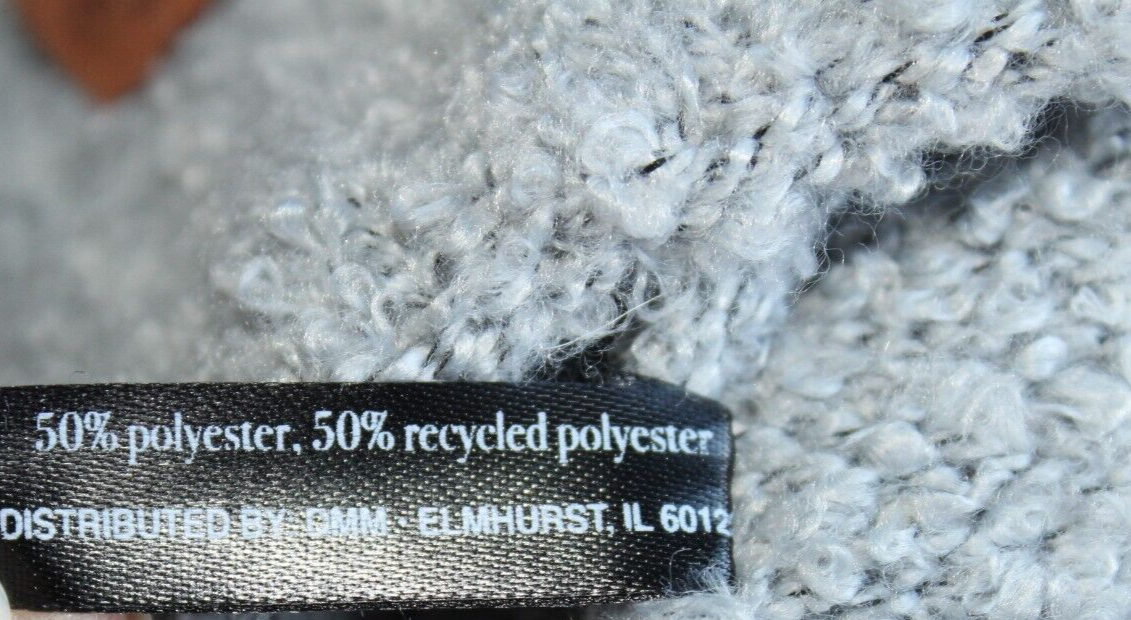 50% polyester, 50% recycled polyester
DISTRIBUTED BY: DMM · ELMHURST, IL 6012